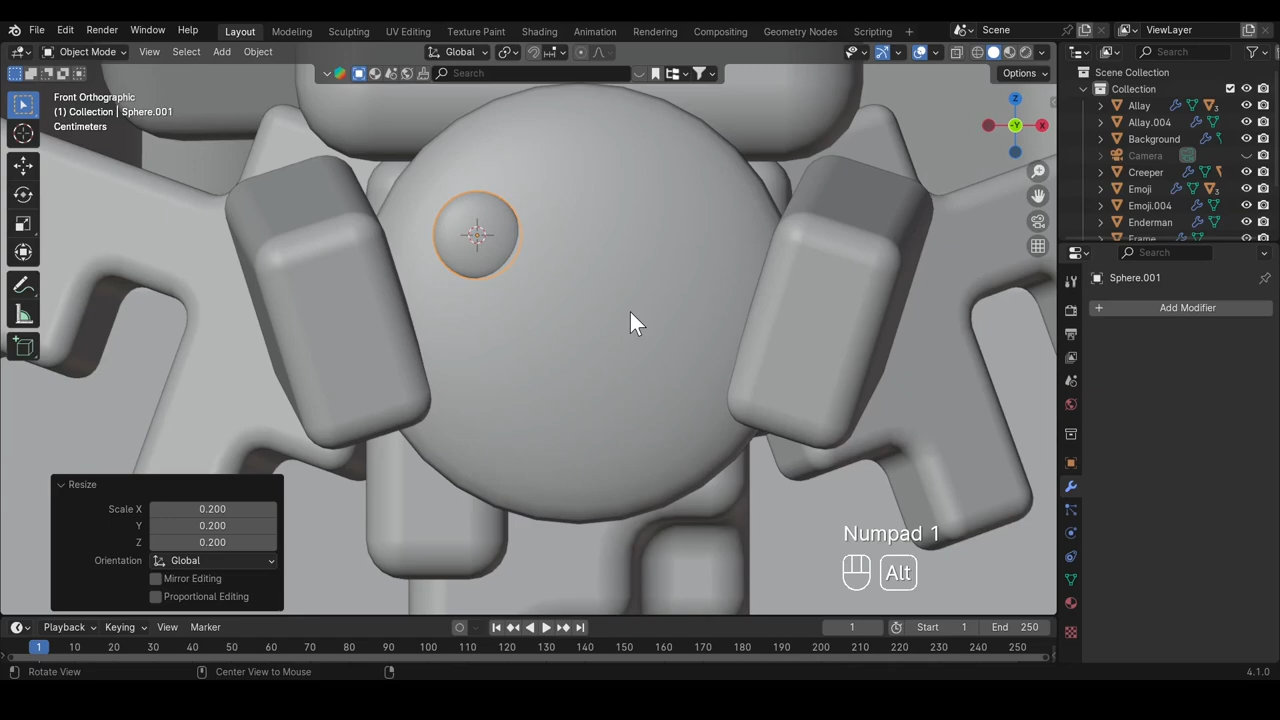 File Edit Render Window Help Layout Modeling Sculpting UV Editing Texture Paint Shading Animation Rendering Compositing Geometry Nodes Scripting Scene ViewLayer
Object Mode View Select Add Object Global Search
Search Options
Front Orthographic
(1) Collection | Sphere.001
Centimeters
Z
-Y
X
Scene Collection
Collection
Allay 3
Allay.004
Background
Camera
Creeper
Emoji 3
Emoji.004
Enderman
Frame
Search
Sphere.001
Add Modifier
Resize
Scale X 0.200
Y 0.200
Z 0.200
Orientation Global
Mirror Editing
Proportional Editing
Numpad 1
Alt
Playback Keying View Marker 1 Start 1 End 250
1 10 20 30 40 50 60 70 80 90 100 110 120 130 140 150 160 170 180 190 200 210 220 230 240 250
Rotate View Center View to Mouse 4.1.0